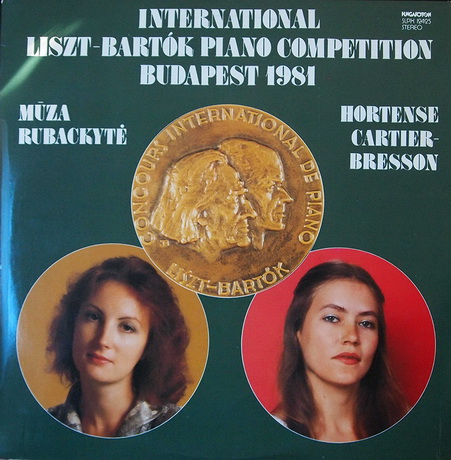 INTERNATIONAL
LISZT-BARTÓK PIANO COMPETITION
BUDAPEST 1981
HUNGAROTON
SLPX 12425
STEREO
MŪZA
RUBACKYTĖ
HORTENSE
CARTIER-
BRESSON
CONCOURS INTERNATIONAL DE PIANO
LISZT-BARTÓK